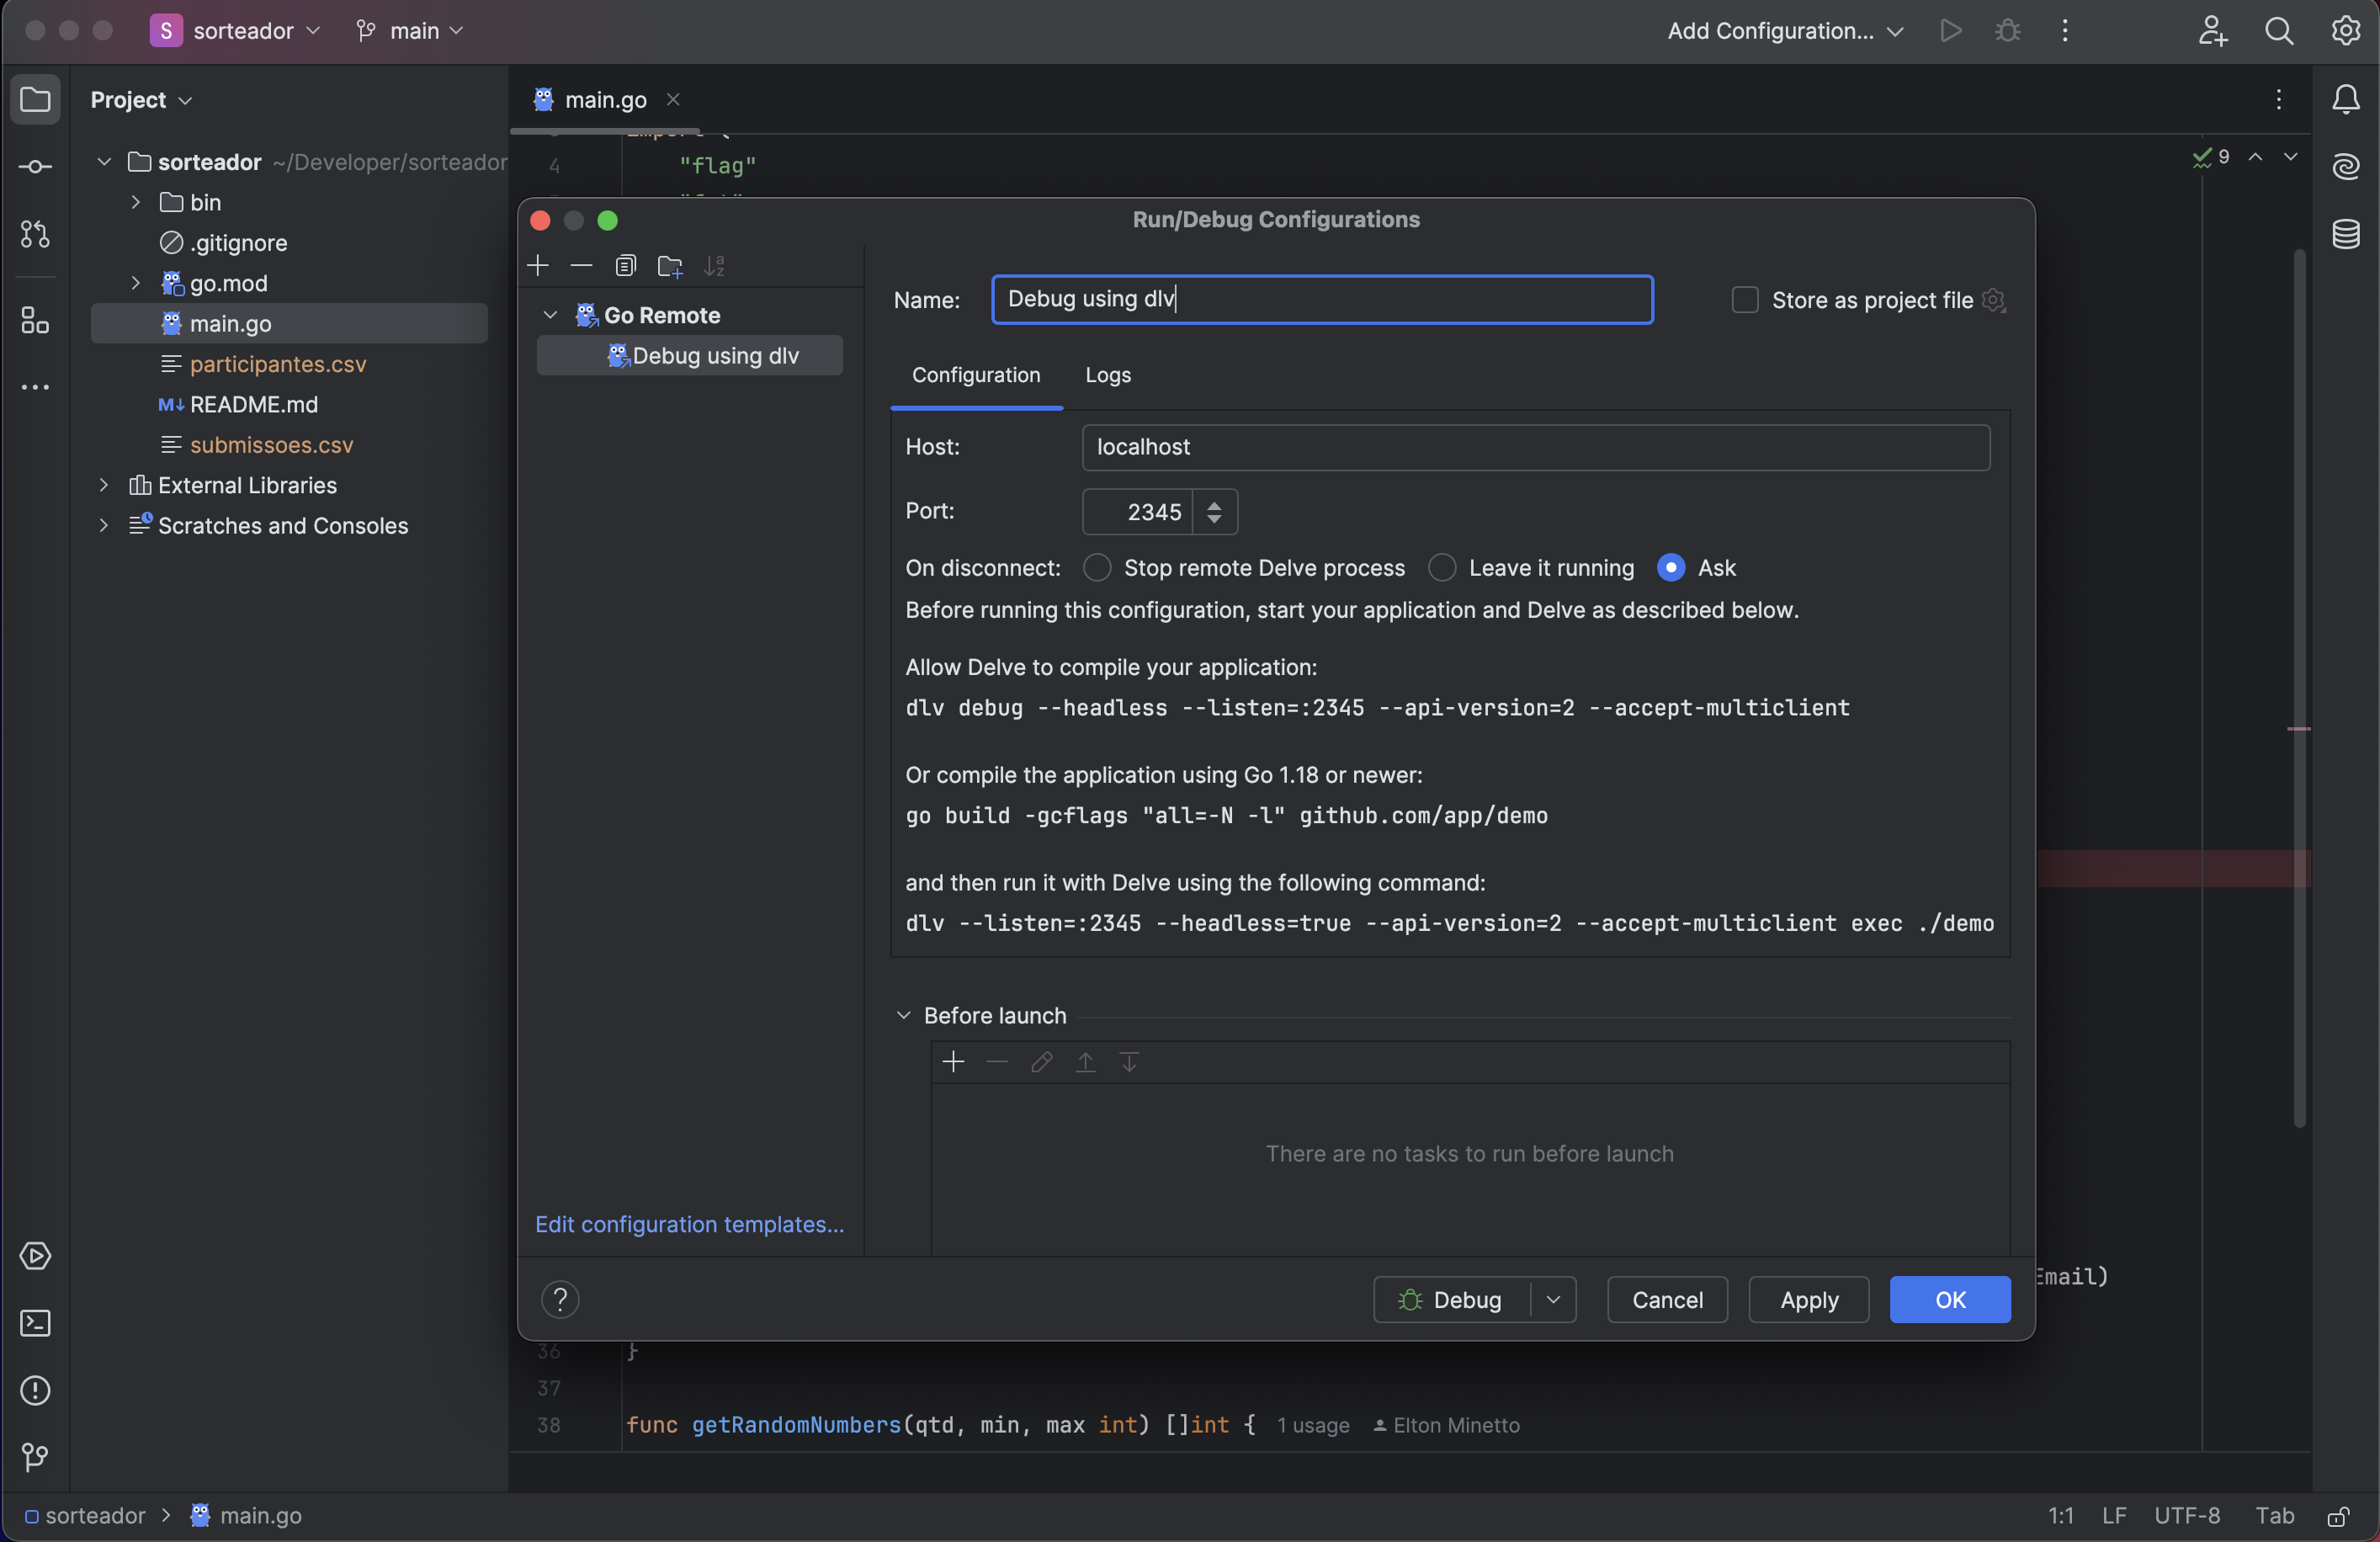 S sorteador main Add Configuration...
Project
main.go
sorteador ~/Developer/sorteador
bin
.gitignore
go.mod
main.go
participantes.csv
M↓ README.md
submissoes.csv
External Libraries
Scratches and Consoles
4 "flag"
9
Run/Debug Configurations
Go Remote
Debug using dlv
Edit configuration templates...
Name: Debug using dlv
Store as project file
Configuration Logs
Host: localhost
Port: 2345
On disconnect: Stop remote Delve process Leave it running Ask
Before running this configuration, start your application and Delve as described below.
Allow Delve to compile your application:
dlv debug --headless --listen=:2345 --api-version=2 --accept-multiclient
Or compile the application using Go 1.18 or newer:
go build -gcflags "all=-N -l" github.com/app/demo
and then run it with Delve using the following command:
dlv --listen=:2345 --headless=true --api-version=2 --accept-multiclient exec ./demo
Before launch
There are no tasks to run before launch
? Debug Cancel Apply OK
Email)
36 }
37
38 func getRandomNumbers(qtd, min, max int) []int { 1 usage Elton Minetto
sorteador > main.go
1:1 LF UTF-8 Tab